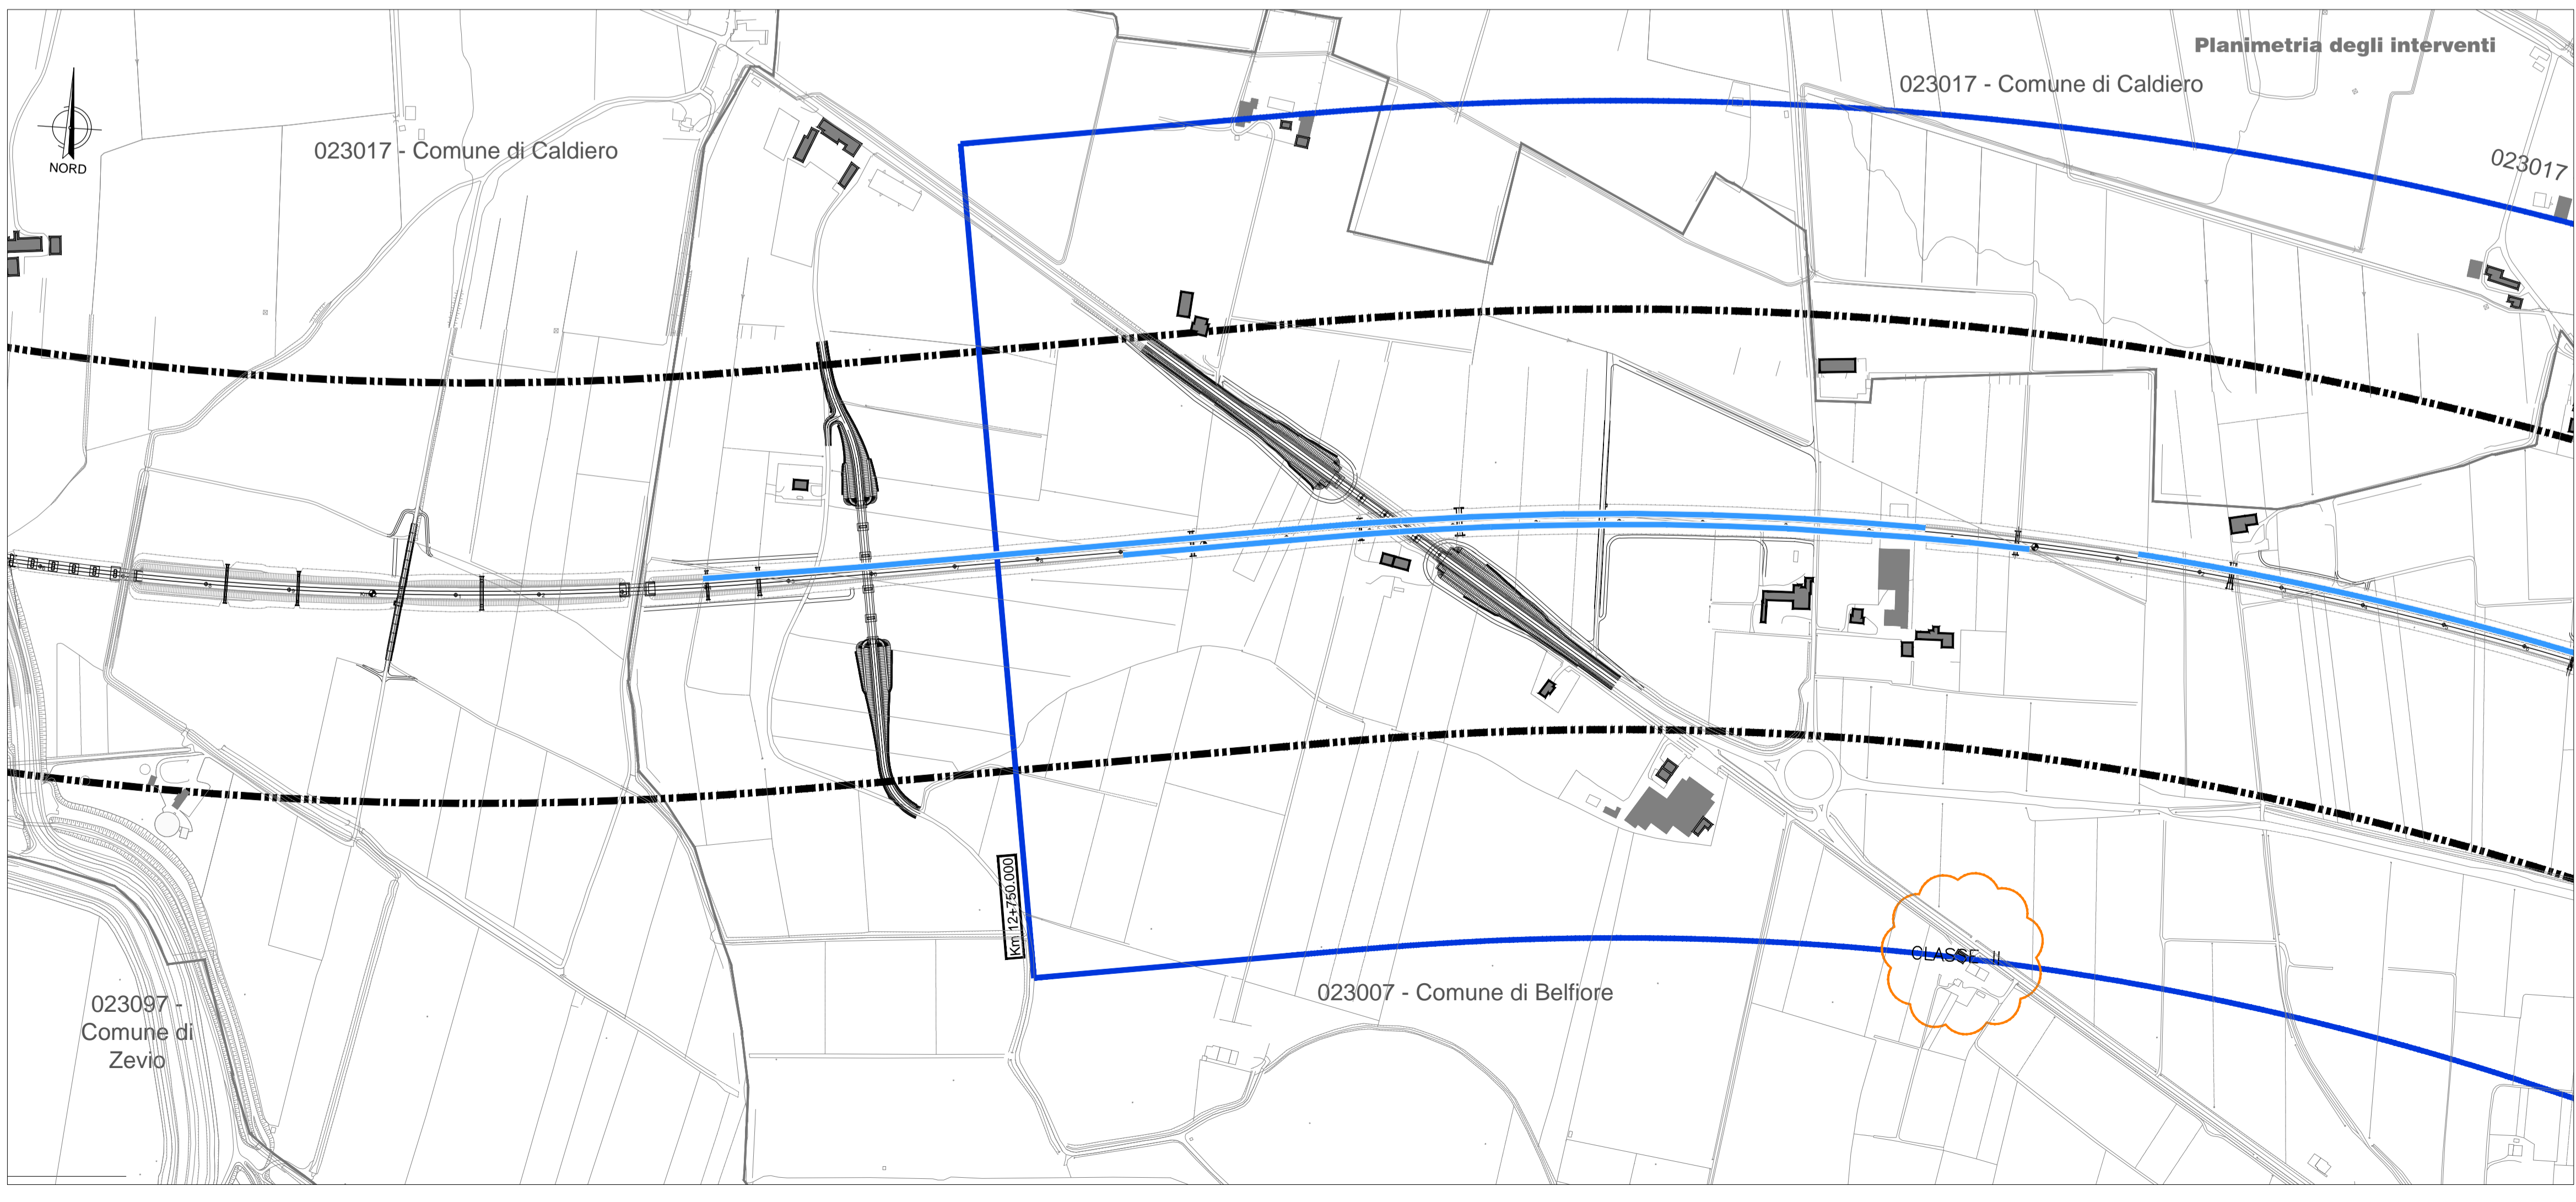 Planimetria degli interventi
023017 - Comune di Caldiero
023017 - Comune di Caldiero
023017
NORD
Km 12+750.000
CLASSE II
023007 - Comune di Belfiore
023097 -
Comune di
Zevio